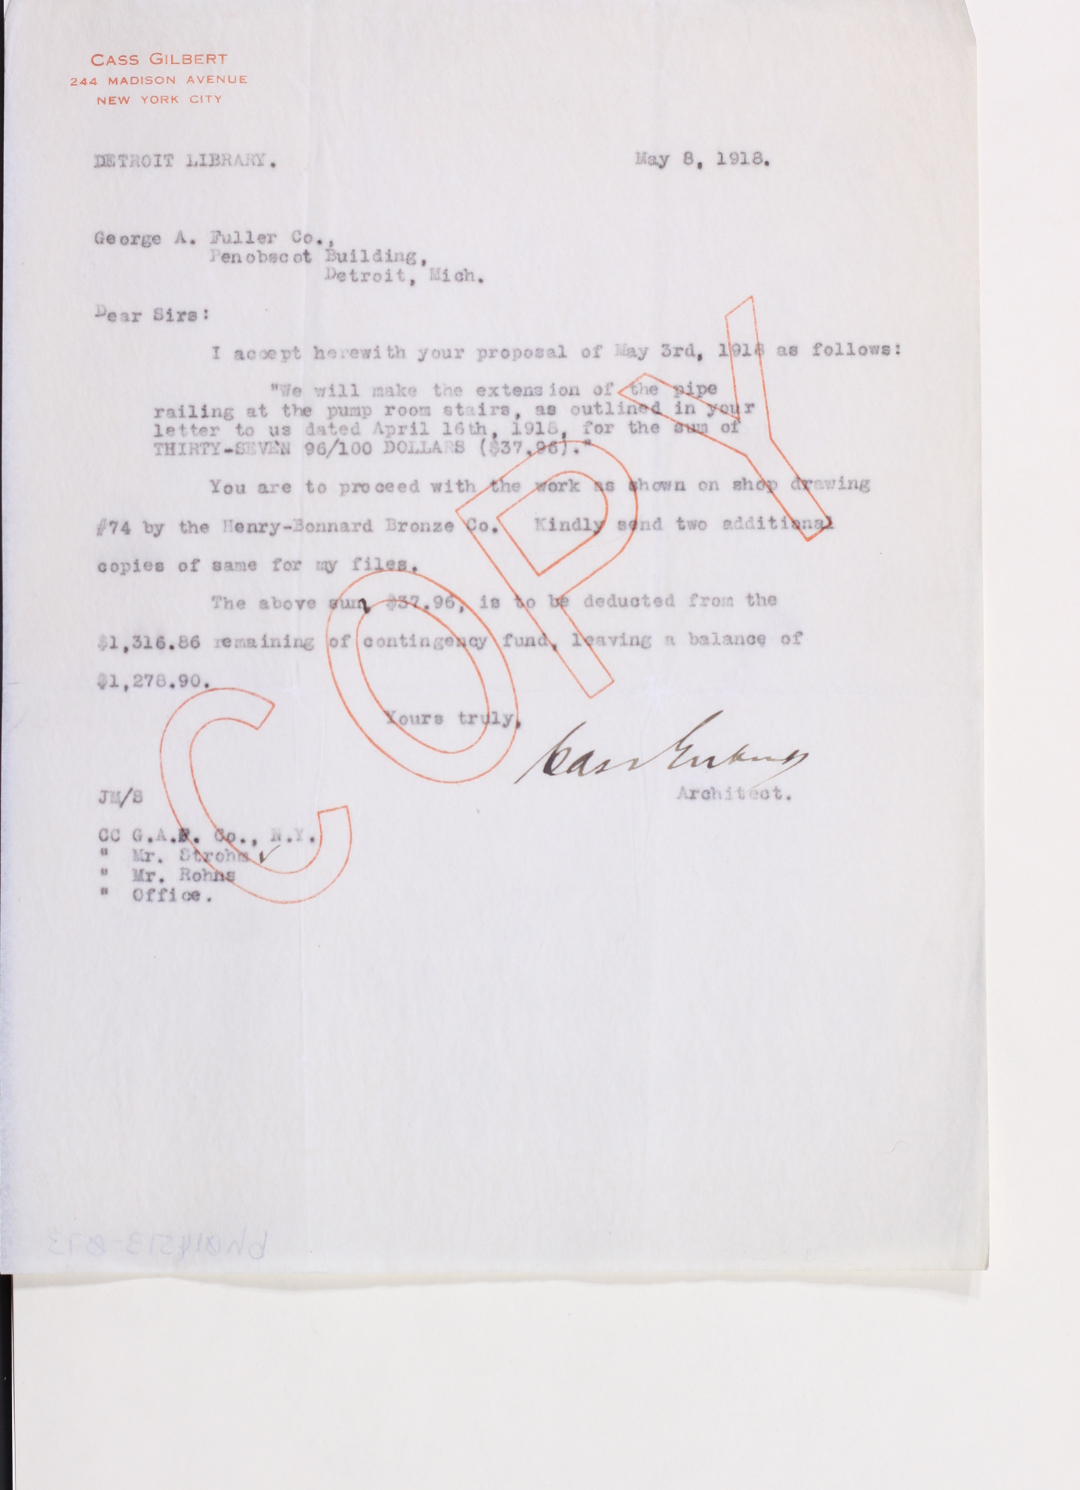 CASS GILBERT
244 MADISON AVENUE
NEW YORK CITY
DETROIT LIBRARY. May 8, 1918.
George A. Fuller Co.,
Penobscot Building,
Detroit, Mich.
Dear Sirs:
I accept herewith your proposal of May 3rd, 1918 as follows:
"We will make the extension of the pipe
railing at the pump room stairs, as outlined in your
letter to us dated April 16th, 1918, for the sum of
THIRTY-SEVEN 96/100 DOLLARS ($37.96)."
You are to proceed with the work as shown on shop drawing
#74 by the Henry-Bonnard Bronze Co. Kindly send two additional
copies of same for my files.
The above sum, $37.96, is to be deducted from the
$1,316.86 remaining of contingency fund, leaving a balance of
$1,278.90.
Yours truly,
Cass Gilbert
Architect.
JM/S
CC G.A.F. Co., N.Y.
" Mr. Strohm ✓
" Mr. Rohns
" Office.
COPY